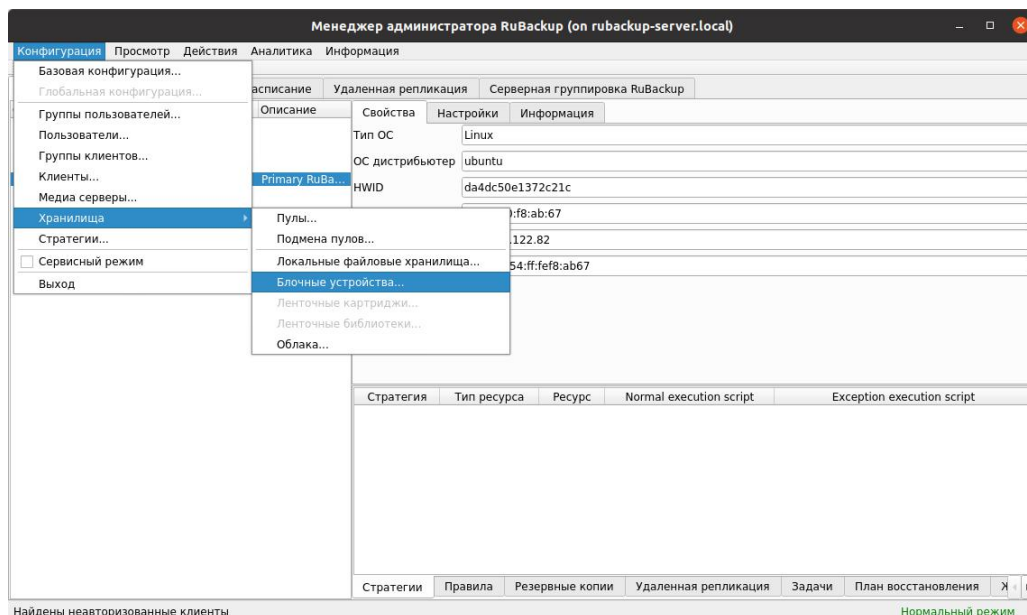 Менеджер администратора RuBackup (on rubackup-server.local)
Конфигурация Просмотр Действия Аналитика Информация
Базовая конфигурация...
Глобальная конфигурация...
Группы пользователей...
Пользователи...
Группы клиентов...
Клиенты...
Медиа серверы...
Хранилища
Стратегии...
Сервисный режим
Выход
Пулы...
Подмена пулов...
Локальные файловые хранилища...
Блочные устройства...
Ленточные картриджи...
Ленточные библиотеки...
Облака...
асписание Удаленная репликация Серверная группировка RuBackup
Описание
Primary RuBa...
Свойства Настройки Информация
Тип ОС Linux
ОС дистрибьютер ubuntu
HWID da4dc50e1372c21c
:f8:ab:67
.122.82
54:ff:fef8:ab67
Стратегия Тип ресурса Ресурс Normal execution script Exception execution script
Стратегии Правила Резервные копии Удаленная репликация Задачи План восстановления Ж
Найдены неавторизованные клиенты Нормальный режим